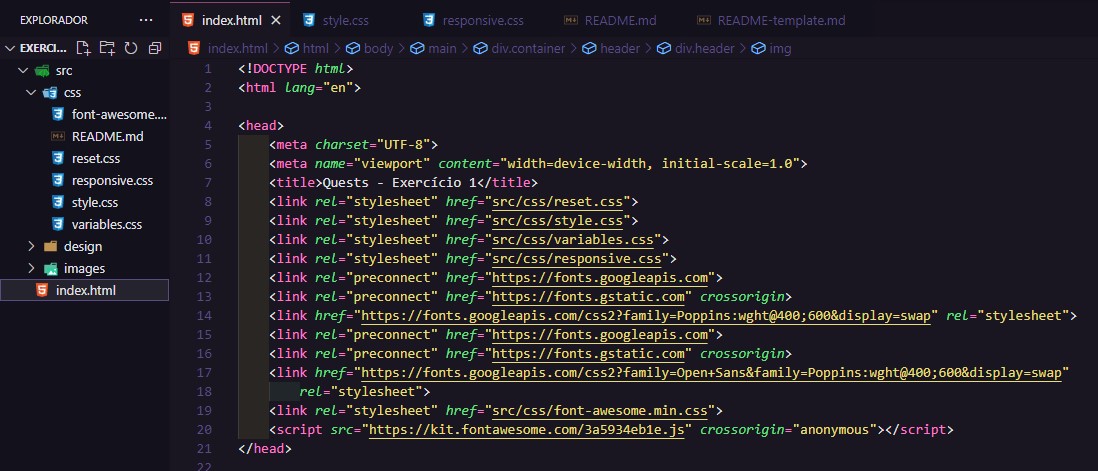 EXPLORADOR ···
index.html
style.css
responsive.css
README.md
README-template.md
EXERCI...
index.html > html > body > main > div.container > header > div.header > img
src
css
font-awesome....
README.md
reset.css
responsive.css
style.css
variables.css
design
images
index.html
1 <!DOCTYPE html>
2 <html lang="en">
3
4 <head>
5 <meta charset="UTF-8">
6 <meta name="viewport" content="width=device-width, initial-scale=1.0">
7 <title>Quests - Exercício 1</title>
8 <link rel="stylesheet" href="src/css/reset.css">
9 <link rel="stylesheet" href="src/css/style.css">
10 <link rel="stylesheet" href="src/css/variables.css">
11 <link rel="stylesheet" href="src/css/responsive.css">
12 <link rel="preconnect" href="https://fonts.googleapis.com">
13 <link rel="preconnect" href="https://fonts.gstatic.com" crossorigin>
14 <link href="https://fonts.googleapis.com/css2?family=Poppins:wght@400;600&display=swap" rel="stylesheet">
15 <link rel="preconnect" href="https://fonts.googleapis.com">
16 <link rel="preconnect" href="https://fonts.gstatic.com" crossorigin>
17 <link href="https://fonts.googleapis.com/css2?family=Open+Sans&family=Poppins:wght@400;600&display=swap"
18 rel="stylesheet">
19 <link rel="stylesheet" href="src/css/font-awesome.min.css">
20 <script src="https://kit.fontawesome.com/3a5934eb1e.js" crossorigin="anonymous"></script>
21 </head>
22